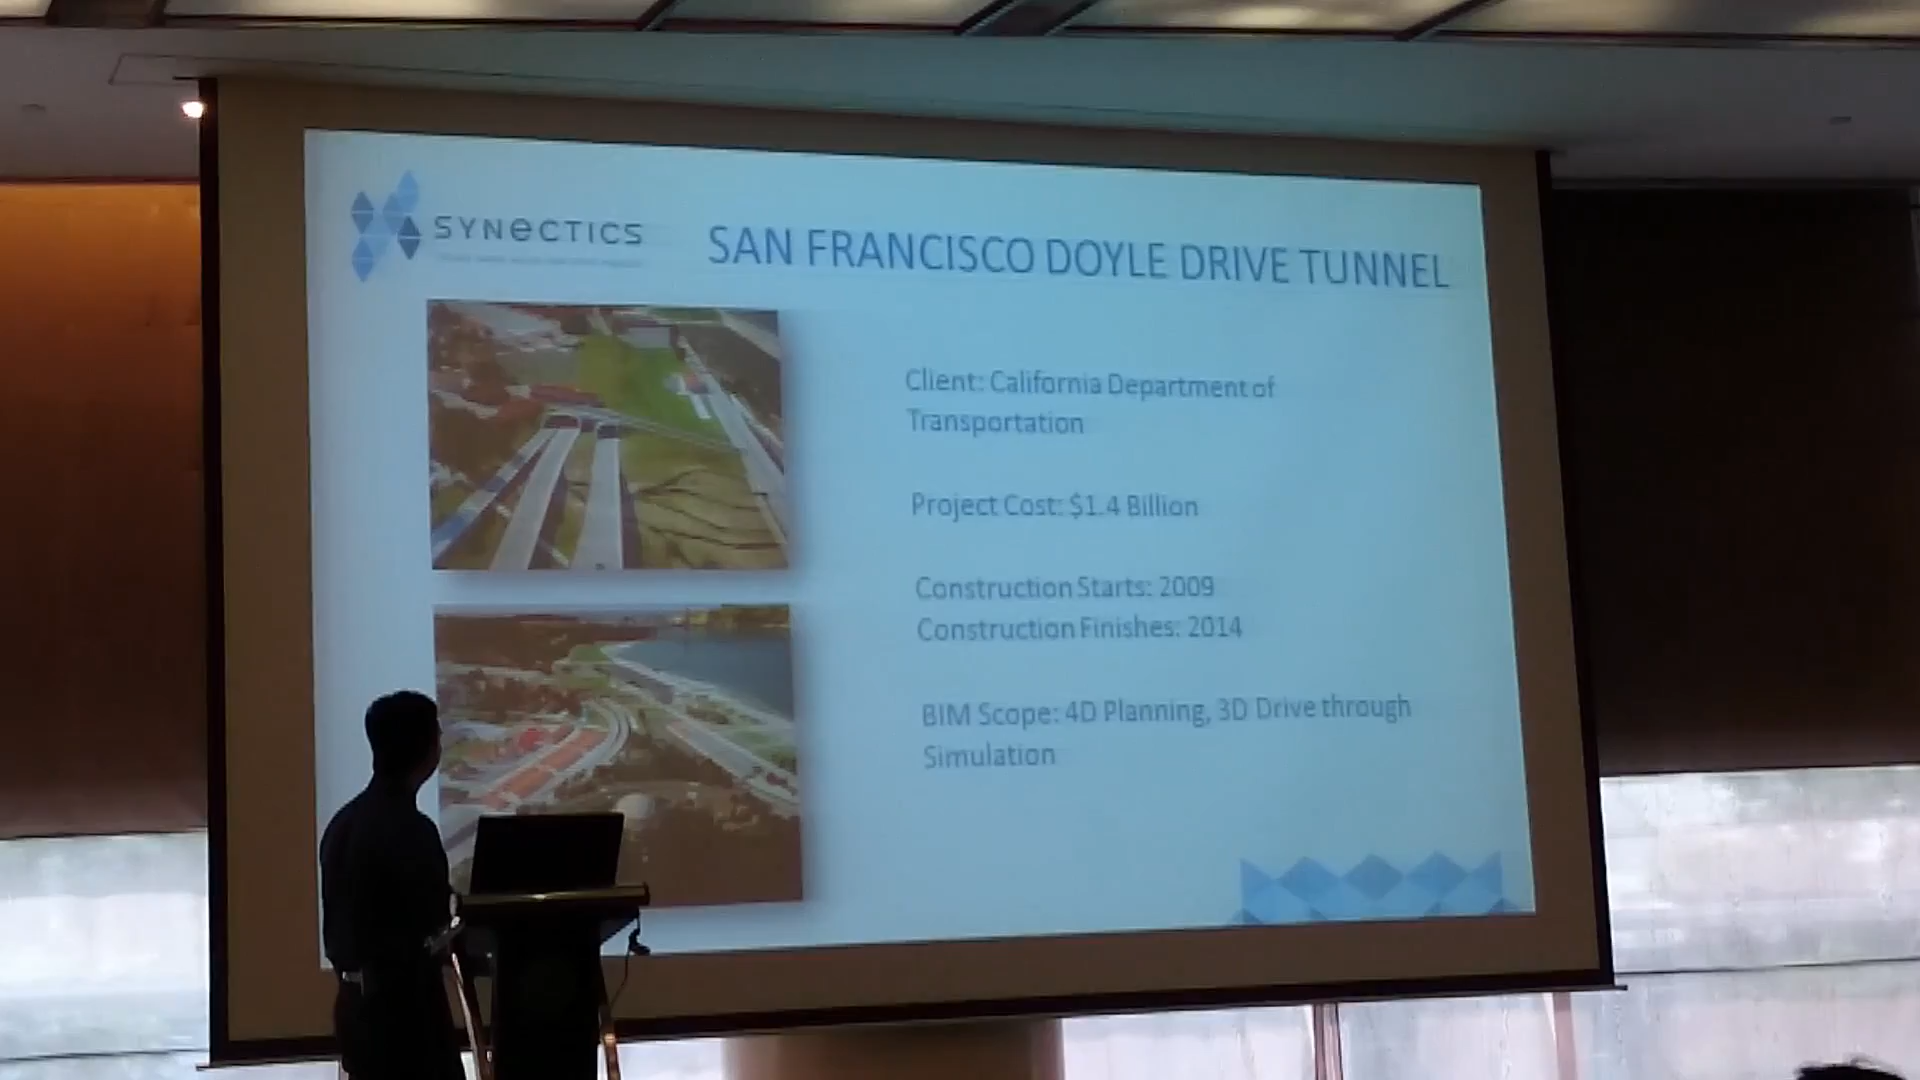 SYNECTICS
SAN FRANCISCO DOYLE DRIVE TUNNEL
Client: California Department of
Transportation
Project Cost: $1.4 Billion
Construction Starts: 2009
Construction Finishes: 2014
BIM Scope: 4D Planning, 3D Drive through
Simulation